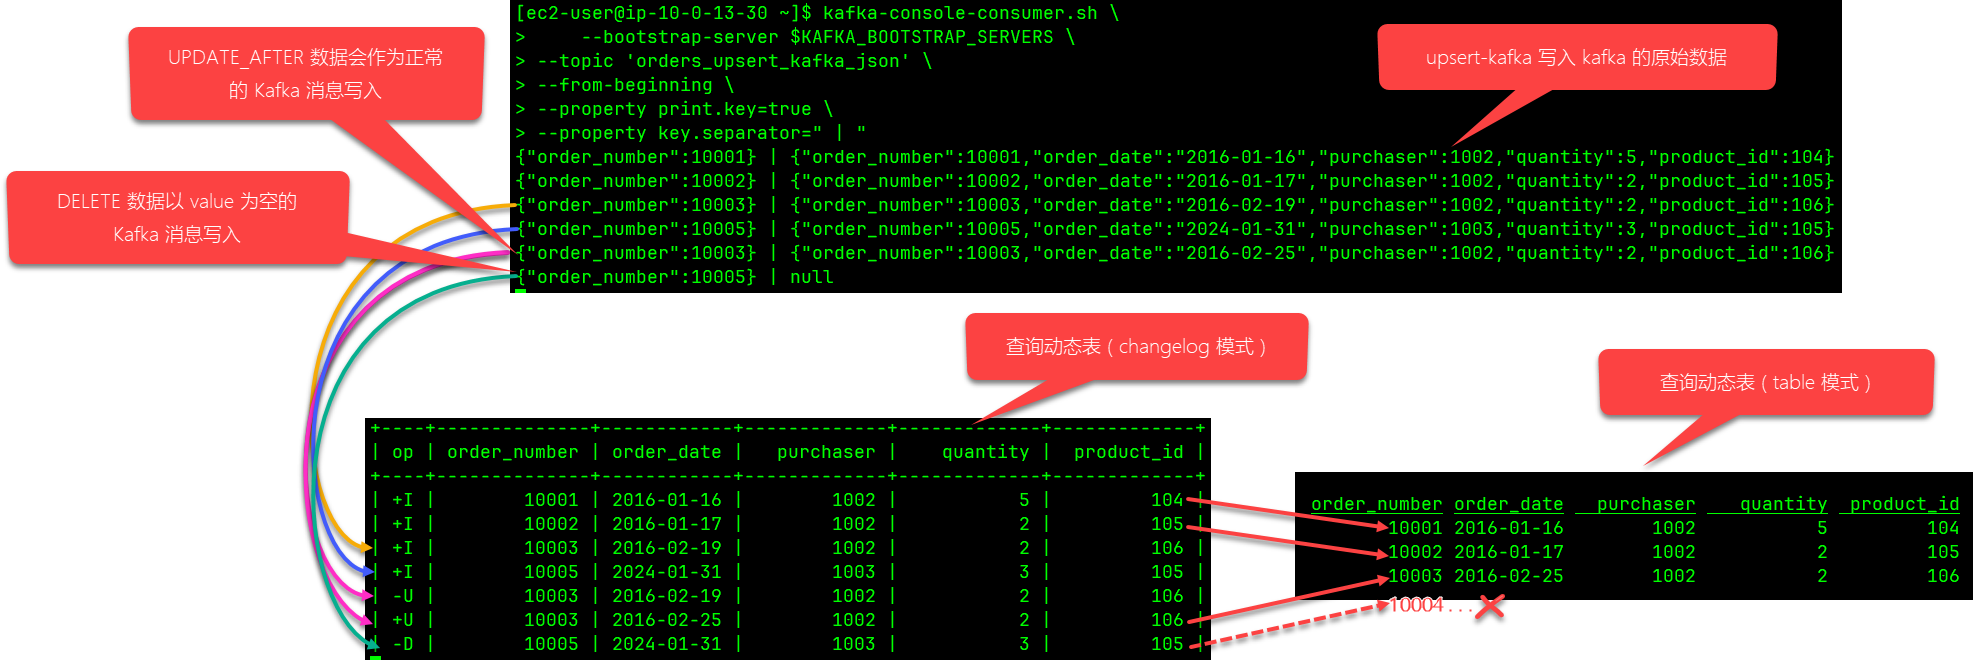 [ec2-user@ip-10-0-13-30 ~]$ kafka-console-consumer.sh \
>     --bootstrap-server $KAFKA_BOOTSTRAP_SERVERS \
> --topic 'orders_upsert_kafka_json' \
> --from-beginning \
> --property print.key=true \
> --property key.separator=" | "
{"order_number":10001} | {"order_number":10001,"order_date":"2016-01-16","purchaser":1002,"quantity":5,"product_id":104}
{"order_number":10002} | {"order_number":10002,"order_date":"2016-01-17","purchaser":1002,"quantity":2,"product_id":105}
{"order_number":10003} | {"order_number":10003,"order_date":"2016-02-19","purchaser":1002,"quantity":2,"product_id":106}
{"order_number":10005} | {"order_number":10005,"order_date":"2024-01-31","purchaser":1003,"quantity":3,"product_id":105}
{"order_number":10003} | {"order_number":10003,"order_date":"2016-02-25","purchaser":1002,"quantity":2,"product_id":106}
{"order_number":10005} | null
UPDATE_AFTER 数据会作为正常
的 Kafka 消息写入
upsert-kafka 写入 kafka 的原始数据
DELETE 数据以 value 为空的
Kafka 消息写入
查询动态表（changelog 模式）
查询动态表（table 模式）
+----+--------------+------------+-------------+-------------+-------------+
| op | order_number | order_date |   purchaser |    quantity |  product_id |
+----+--------------+------------+-------------+-------------+-------------+
| +I |        10001 | 2016-01-16 |        1002 |           5 |         104 |
| +I |        10002 | 2016-01-17 |        1002 |           2 |         105 |
| +I |        10003 | 2016-02-19 |        1002 |           2 |         106 |
| +I |        10005 | 2024-01-31 |        1003 |           3 |         105 |
| -U |        10003 | 2016-02-19 |        1002 |           2 |         106 |
| +U |        10003 | 2016-02-25 |        1002 |           2 |         106 |
| -D |        10005 | 2024-01-31 |        1003 |           3 |         105 |
order_number order_date   purchaser    quantity  product_id
10001 2016-01-16        1002           5         104
10002 2016-01-17        1002           2         105
10003 2016-02-25        1002           2         106
10004...